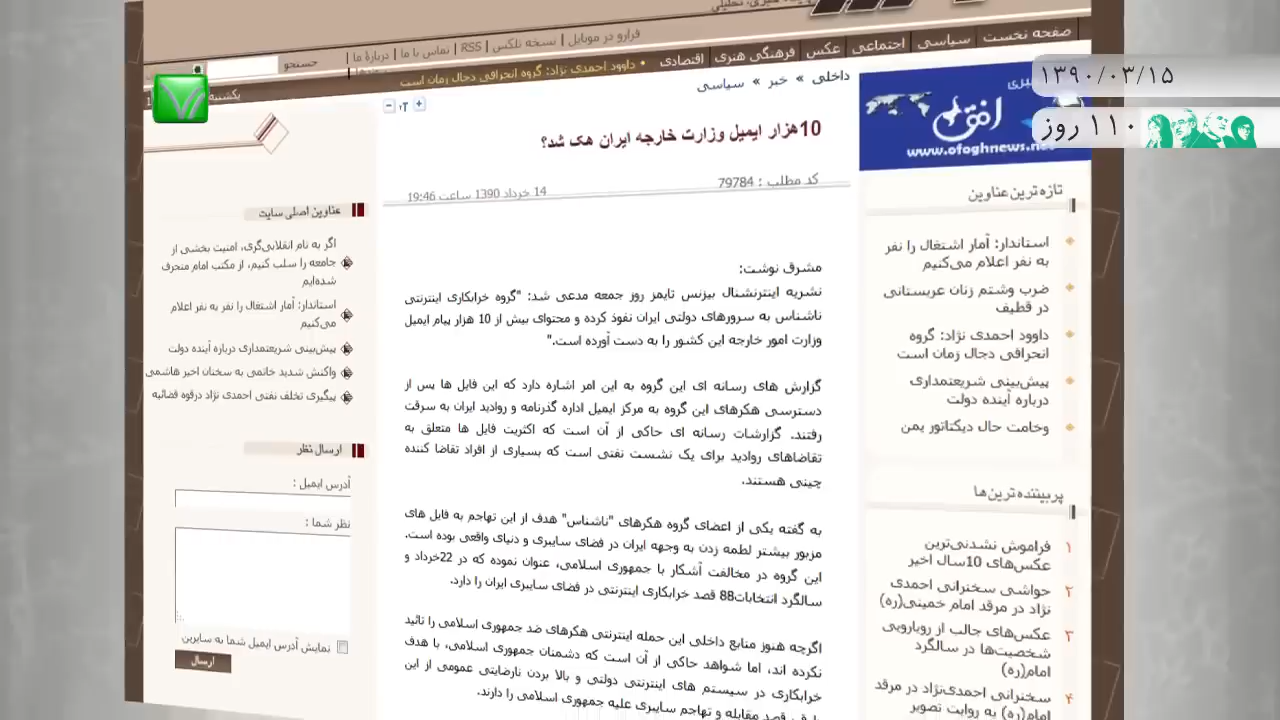 فرارو در موبایل | نسخه تلکس | RSS | تماس با ما | دربارهٔ ما |
جستجو
صفحه نخست | سیاسی | اجتماعی | عکس | فرهنگی هنری | اقتصادی
• داوود احمدی نژاد: گروه انحرافی دجال زمان است
یکشنبه
۱۳۹۰/۰۳/۱۵
۱۱۰ روز
افق
www.ofoghnews.net
داخلی » خبر » سیاسی
10هزار ایمیل وزارت خارجه ایران هک شد؟
کد مطلب : 79784
14 خرداد 1390 ساعت 19:46
مشرق نوشت:
نشریه اینترنشنال بیزنس تایمز روز جمعه مدعی شد: "گروه خرابکاری اینترنتی
ناشناس به سرورهای دولتی ایران نفوذ کرده و محتوای بیش از 10 هزار پیام ایمیل
وزارت امور خارجه این کشور را به دست آورده است."
گزارش های رسانه ای این گروه به این امر اشاره دارد که این فایل ها پس از
دسترسی هکرهای این گروه به مرکز ایمیل اداره گذرنامه و روادید ایران به سرقت
رفتند. گزارشات رسانه ای حاکی از آن است که اکثریت فایل ها متعلق به
تقاضاهای روادید برای یک نشست نفتی است که بسیاری از افراد تقاضا کننده
چینی هستند.
به گفته یکی از اعضای گروه هکرهای "ناشناس" هدف از این تهاجم به فایل های
مزبور بیشتر لطمه زدن به وجهه ایران در فضای سایبری و دنیای واقعی بوده است.
این گروه در مخالفت آشکار با جمهوری اسلامی، عنوان نموده که در 22خرداد و
سالگرد انتخابات88 قصد خرابکاری اینترنتی در فضای سایبری ایران را دارد.
اگرچه هنوز منابع داخلی این حمله اینترنتی هکرهای ضد جمهوری اسلامی را تائید
نکرده اند، اما شواهد حاکی از آن است که دشمنان جمهوری اسلامی، با هدف
خرابکاری در سیستم های اینترنتی دولتی و بالا بردن نارضایتی عمومی از این
قصد مقابله و تهاجم سایبری علیه جمهوری اسلامی را دارند.
تازه‌ترین عناوین
استاندار: آمار اشتغال را نفر
به نفر اعلام می‌کنیم
ضرب وشتم زنان عربستانی
در قطیف
داوود احمدی نژاد: گروه
انحرافی دجال زمان است
پیش‌بینی شریعتمداری
درباره آینده دولت
وخامت حال دیکتاتور یمن
پربیننده‌ترین‌ها
۱ فراموش نشدنی‌ترین
عکس‌های 10سال اخیر
۲ حواشی سخنرانی احمدی
نژاد در مرقد امام خمینی(ره)
۳ عکس‌های جالب از رویارویی
شخصیت‌ها در سالگرد
امام(ره)
۴ سخنرانی احمدی‌نژاد در مرقد
امام(ره) به روایت تصویر
عناوین اصلی سایت
اگر به نام انقلابی‌گری، امنیت بخشی از
جامعه را سلب کنیم، از مکتب امام منحرف
شده‌ایم
استاندار: آمار اشتغال را نفر به نفر اعلام
می‌کنیم
پیش‌بینی شریعتمداری درباره آینده دولت
واکنش شدید خاتمی به سخنان اخیر هاشمی
پیگیری تخلف نفتی احمدی نژاد درقوه قضائیه
ارسال نظر
آدرس ایمیل :
نظر شما :
نمایش آدرس ایمیل شما به سایرین
ارسال